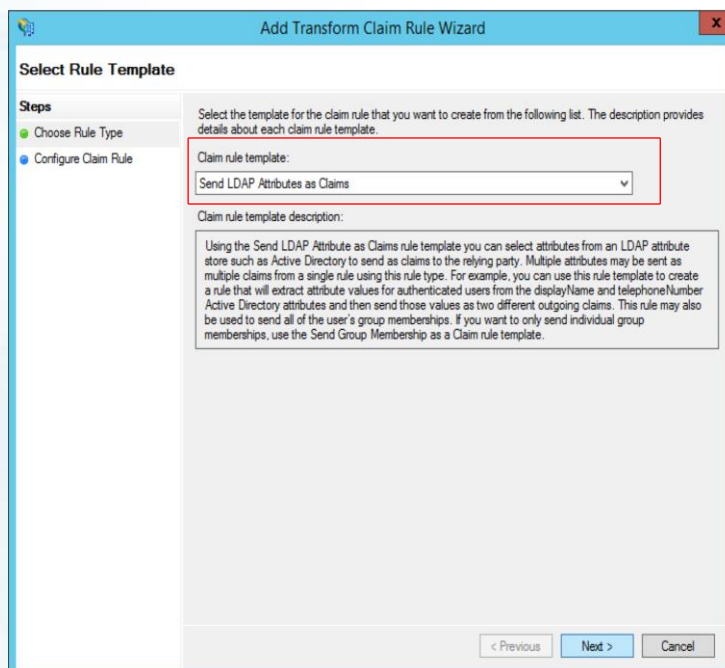 Add Transform Claim Rule Wizard
x
Select Rule Template
Steps
Choose Rule Type
Configure Claim Rule
Select the template for the claim rule that you want to create from the following list. The description provides
details about each claim rule template.
Claim rule template:
Send LDAP Attributes as Claims
Claim rule template description:
Using the Send LDAP Attribute as Claims rule template you can select attributes from an LDAP attribute
store such as Active Directory to send as claims to the relying party. Multiple attributes may be sent as
multiple claims from a single rule using this rule type. For example, you can use this rule template to create
a rule that will extract attribute values for authenticated users from the displayName and telephoneNumber
Active Directory attributes and then send those values as two different outgoing claims. This rule may also
be used to send all of the user's group memberships. If you want to only send individual group
memberships, use the Send Group Membership as a Claim rule template.
< Previous
Next >
Cancel